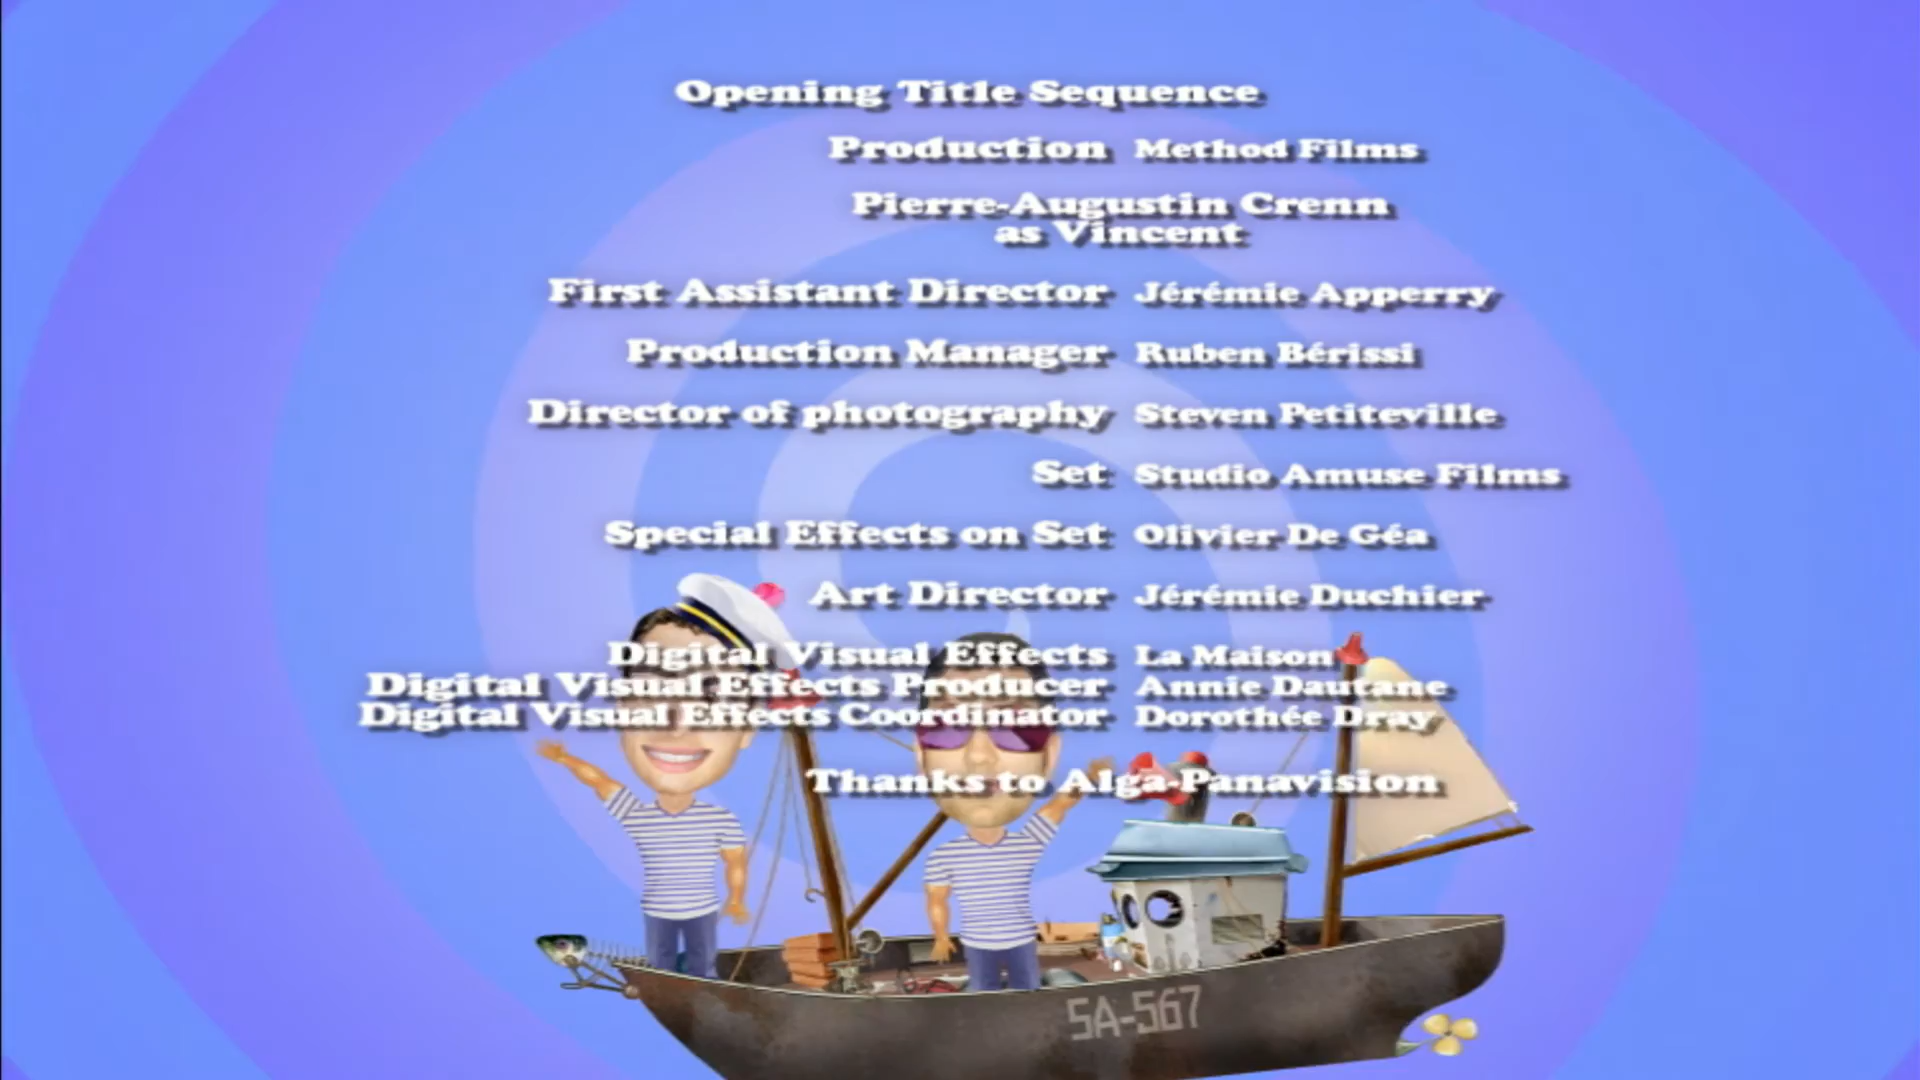 Opening Title Sequence
Production Method Films
Pierre-Augustin Crenn
as Vincent
First Assistant Director Jérémie Apperry
Production Manager Ruben Bérissi
Director of photography Steven Petiteville
Set Studio Amuse Films
Special Effects on Set Olivier De Géa
Art Director Jérémie Duchier
Digital Visual Effects La Maison
Digital Visual Effects Producer Annie Dautane
Digital Visual Effects Coordinator Dorothée Dray
Thanks to Alga-Panavision
SA-567